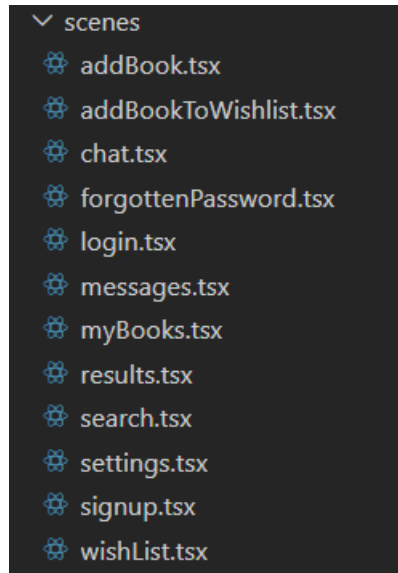 scenes
addBook.tsx
addBookToWishlist.tsx
chat.tsx
forgottenPassword.tsx
login.tsx
messages.tsx
myBooks.tsx
results.tsx
search.tsx
settings.tsx
signup.tsx
wishList.tsx